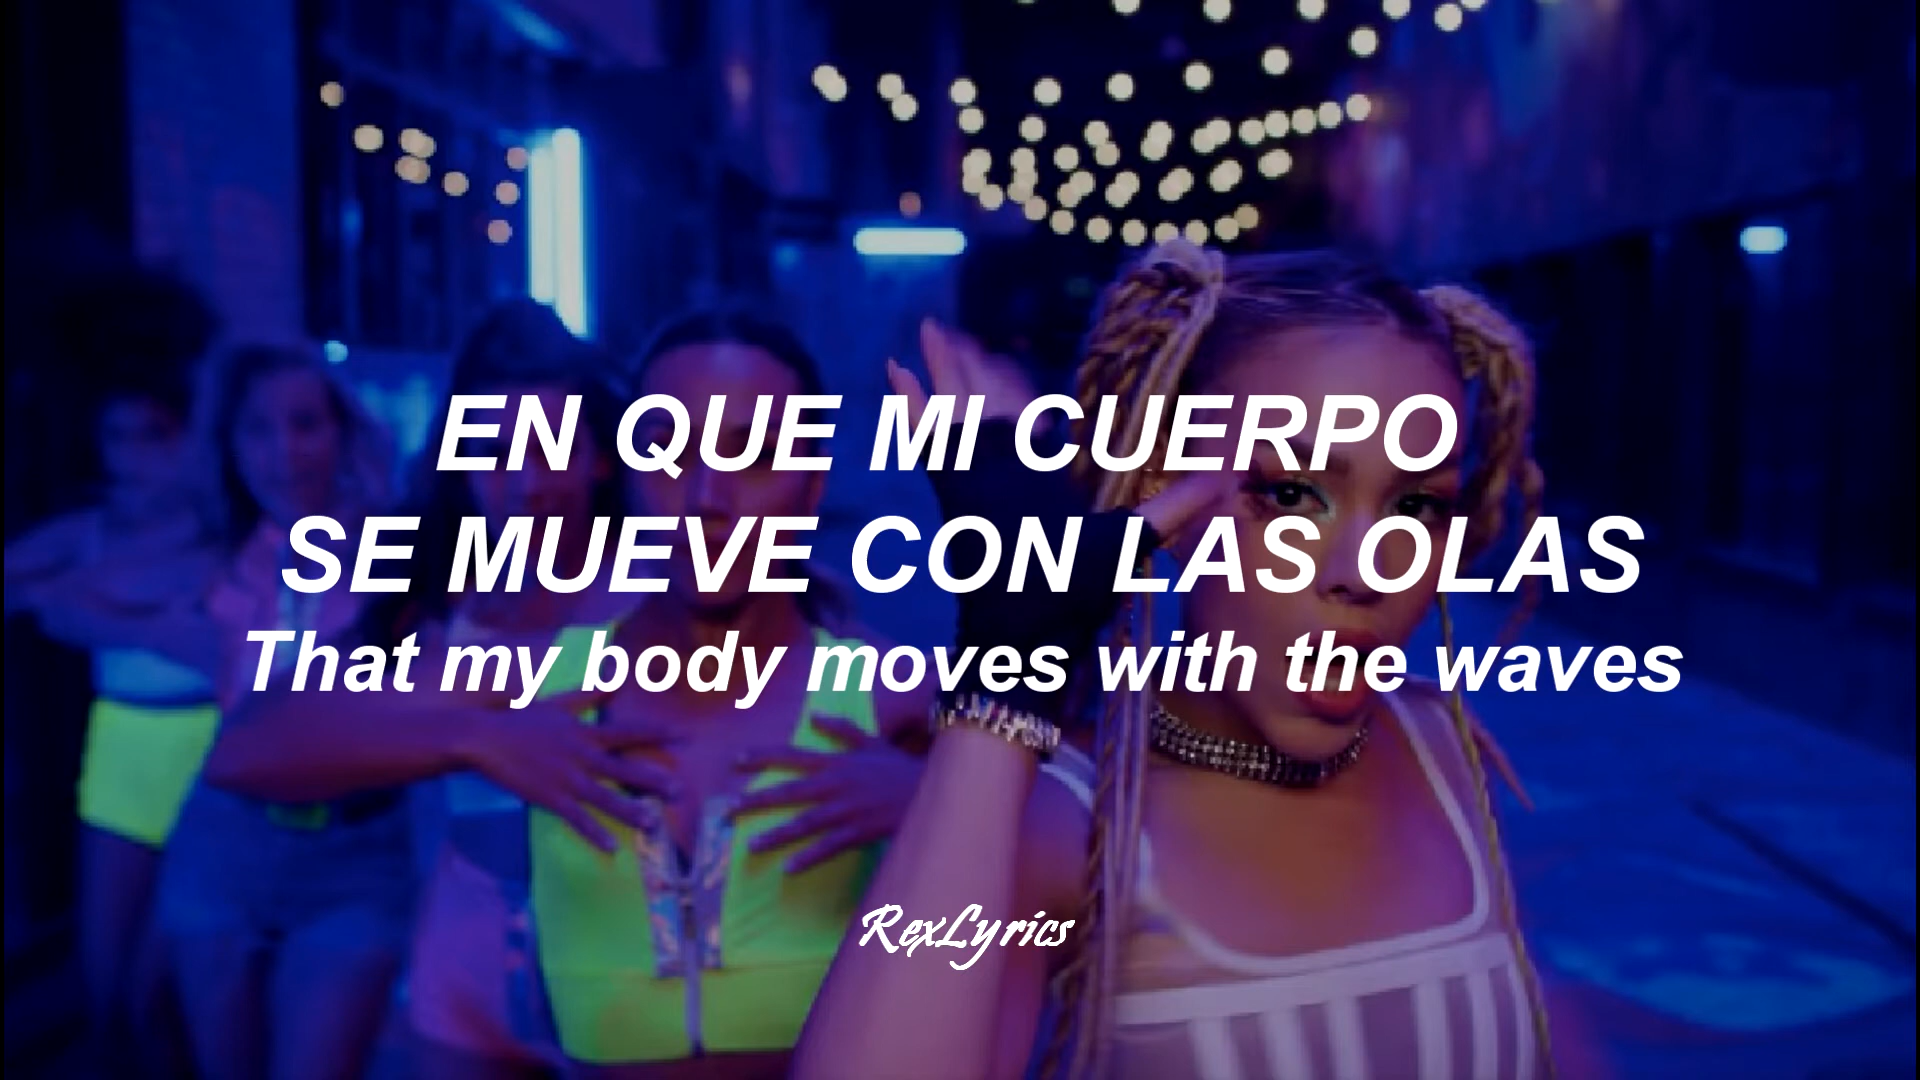 EN QUE MI CUERPO
SE MUEVE CON LAS OLAS
That my body moves with the waves
RexLyrics